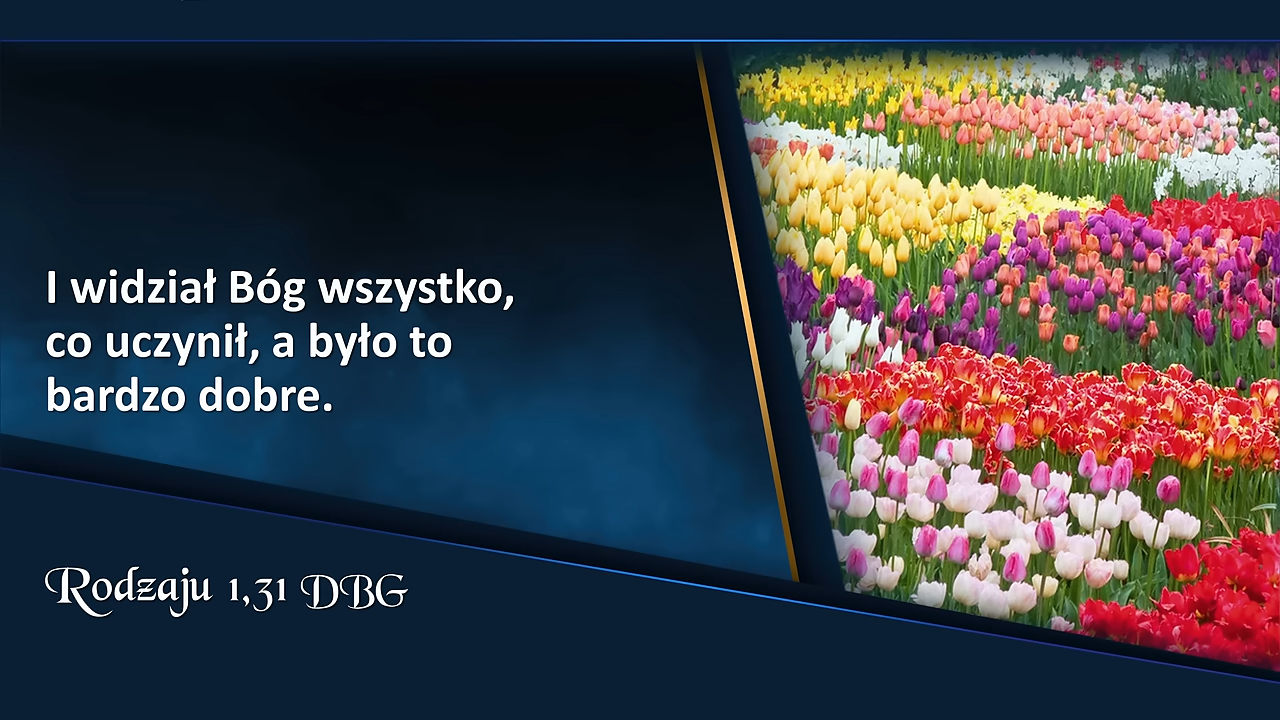 I widział Bóg wszystko,
co uczynił, a było to
bardzo dobre.
Rodzaju 1,31 DBG